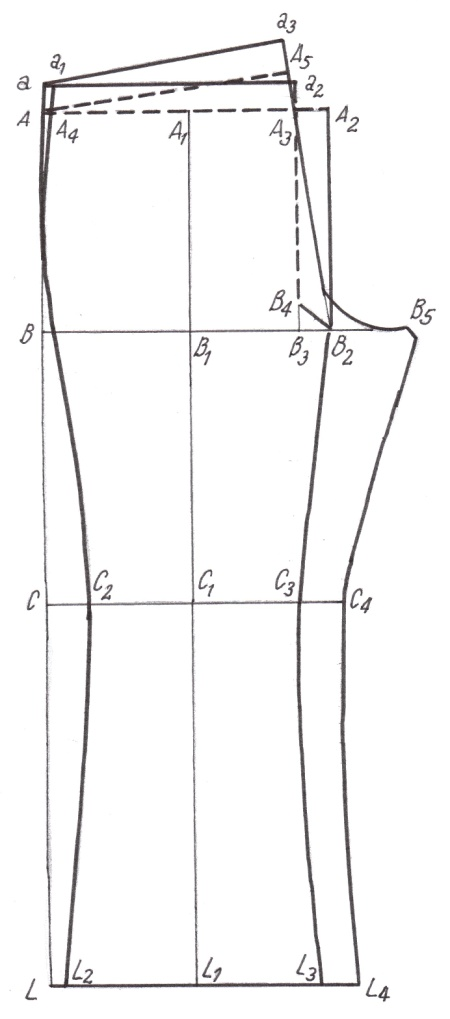 a₃
a a₁ A₅
a₂
A A₄ A₁ A₃ A₂
B₄ B₅
B B₁ B₃ B₂
C C₂ C₁ C₃ C₄
L L₂ L₁ L₃ L₄